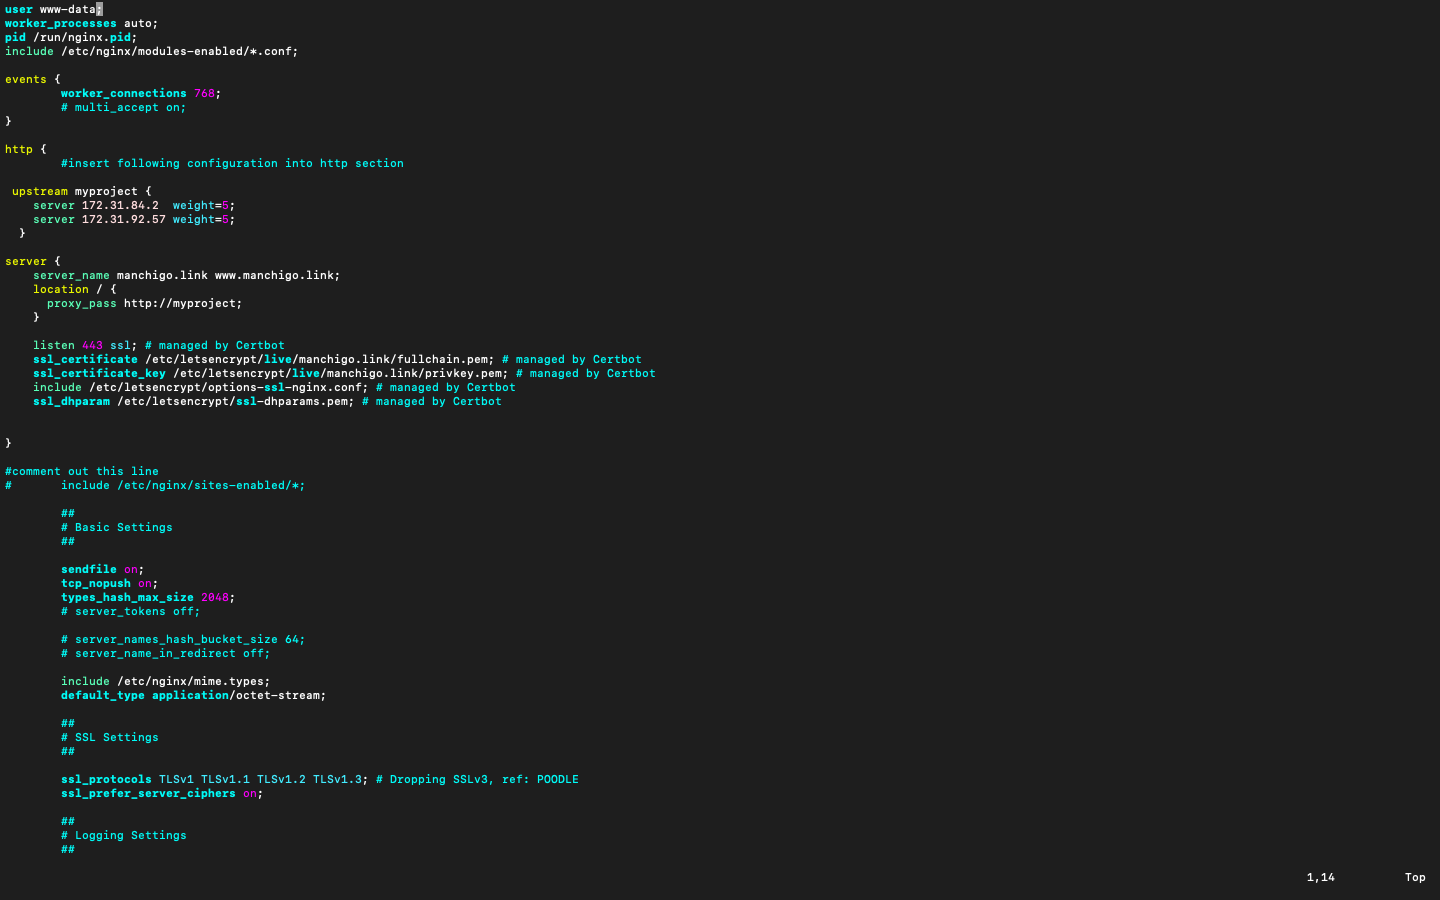 user www-data;
worker_processes auto;
pid /run/nginx.pid;
include /etc/nginx/modules-enabled/*.conf;
events {
worker_connections 768;
# multi_accept on;
}
http {
#insert following configuration into http section
upstream myproject {
server 172.31.84.2  weight=5;
server 172.31.92.57 weight=5;
}
server {
server_name manchigo.link www.manchigo.link;
location / {
proxy_pass http://myproject;
}
listen 443 ssl; # managed by Certbot
ssl_certificate /etc/letsencrypt/live/manchigo.link/fullchain.pem; # managed by Certbot
ssl_certificate_key /etc/letsencrypt/live/manchigo.link/privkey.pem; # managed by Certbot
include /etc/letsencrypt/options-ssl-nginx.conf; # managed by Certbot
ssl_dhparam /etc/letsencrypt/ssl-dhparams.pem; # managed by Certbot
}
#comment out this line
#       include /etc/nginx/sites-enabled/*;
##
# Basic Settings
##
sendfile on;
tcp_nopush on;
types_hash_max_size 2048;
# server_tokens off;
# server_names_hash_bucket_size 64;
# server_name_in_redirect off;
include /etc/nginx/mime.types;
default_type application/octet-stream;
##
# SSL Settings
##
ssl_protocols TLSv1 TLSv1.1 TLSv1.2 TLSv1.3; # Dropping SSLv3, ref: POODLE
ssl_prefer_server_ciphers on;
##
# Logging Settings
##
1,14          Top